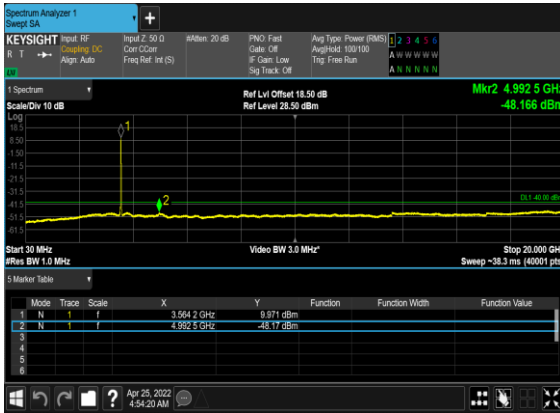 Spectrum Analyzer 1
Swept SA
+
KEYSIGHT Input: RF Input Z: 50 Ω #Atten: 20 dB PNO: Fast Avg Type: Power (RMS) 1 2 3 4 5 6
R T Coupling: DC Corr CCorr Gate: Off Avg|Hold: 100/100 A W W W W W
Align: Auto Freq Ref: Int (S) IF Gain: Low Trig: Free Run
Sig Track: Off A N N N N N
1 Spectrum
Scale/Div 10 dB
Ref Lvl Offset 18.50 dB
Ref Level 28.50 dBm
Mkr2 4.992 5 GHz
-48.166 dBm
Log
18.5
8.50
-1.50
-11.5
-21.5
-31.5
-41.5
-51.5
-61.5
1
2
DL1 -40.00 dBm
Start 30 MHz
#Res BW 1.0 MHz
Video BW 3.0 MHz*
Stop 20.000 GHz
Sweep ~38.3 ms (40001 pts)
5 Marker Table
Mode Trace Scale X Y Function Function Width Function Value
1 N 1 f 3.564 2 GHz 9.971 dBm
2 N 1 f 4.992 5 GHz -48.17 dBm
3
4
5
6
? Apr 25, 2022
4:54:20 AM